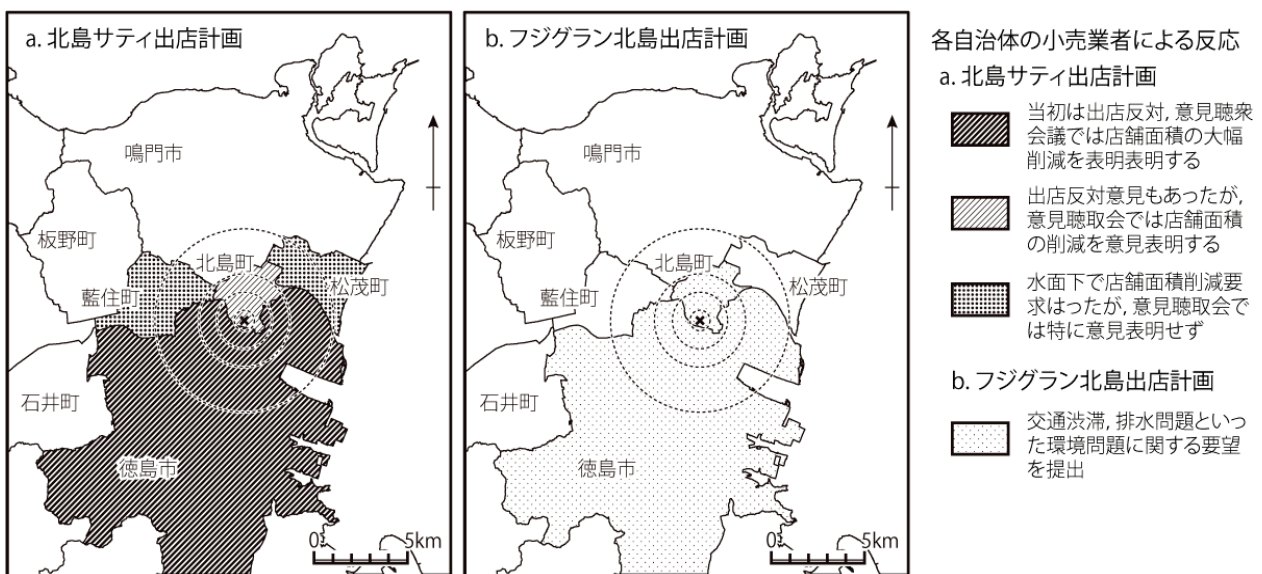 a. 北島サティ出店計画
鳴門市
板野町
北島町
藍住町
松茂町
石井町
徳島市
0
5km
b. フジグラン北島出店計画
鳴門市
板野町
北島町
藍住町
松茂町
石井町
徳島市
0
5km
各自治体の小売業者による反応
a. 北島サティ出店計画
当初は出店反対, 意見聴衆
会議では店舗面積の大幅
削減を表明表明する
出店反対意見もあったが,
意見聴取会では店舗面積
の削減を意見表明する
水面下で店舗面積削減要
求はったが, 意見聴取会で
は特に意見表明せず
b. フジグラン北島出店計画
交通渋滞, 排水問題といっ
た環境問題に関する要望
を提出